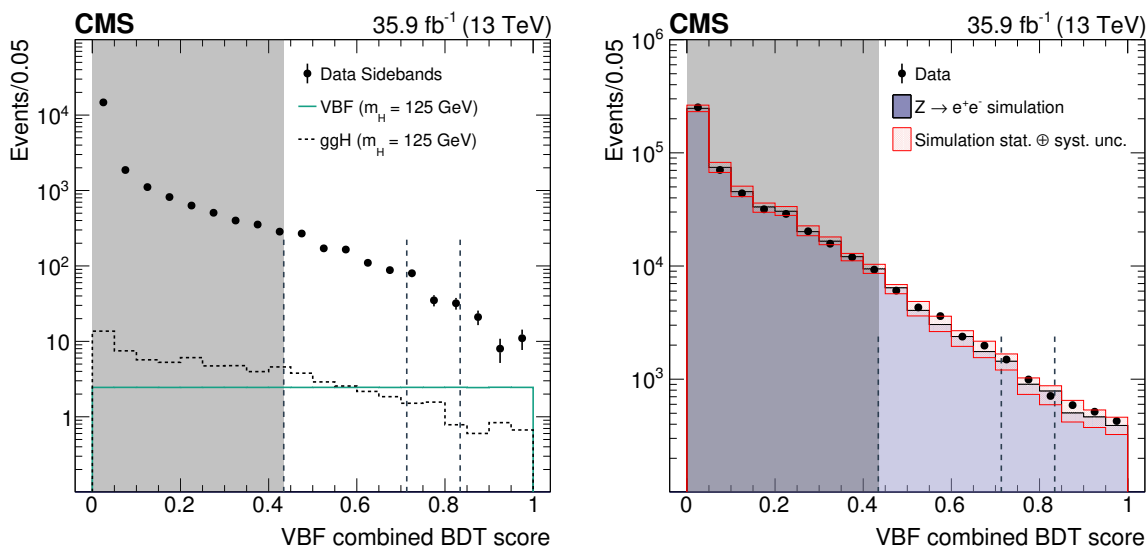 CMS 35.9 fb⁻¹ (13 TeV)
Events/0.05
Data Sidebands
VBF (m_H = 125 GeV)
ggH (m_H = 125 GeV)
10⁴
10³
10²
10
1
0 0.2 0.4 0.6 0.8 1
VBF combined BDT score
CMS 35.9 fb⁻¹ (13 TeV)
Events/0.05
Data
Z → e⁺e⁻ simulation
Simulation stat. ⊕ syst. unc.
10⁶
10⁵
10⁴
10³
0 0.2 0.4 0.6 0.8 1
VBF combined BDT score